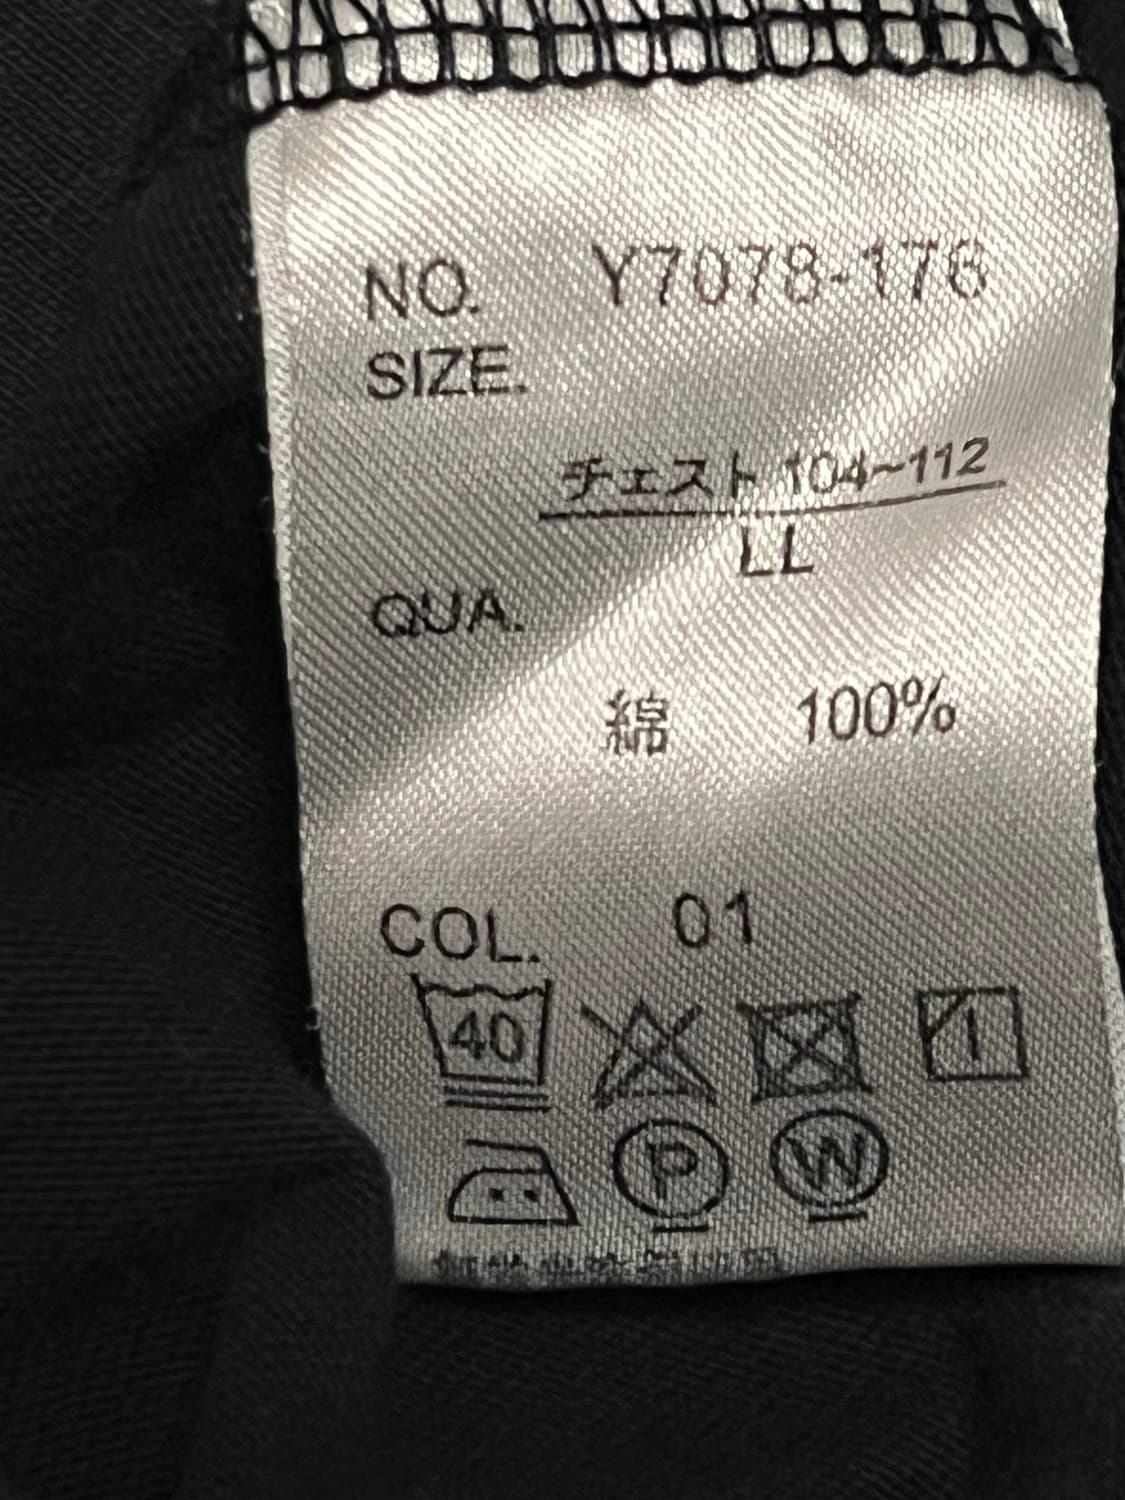 NO. Y7078-176
SIZE.
チェスト 104~112
LL
QUA.
綿 100%
COL. 01
40
P W